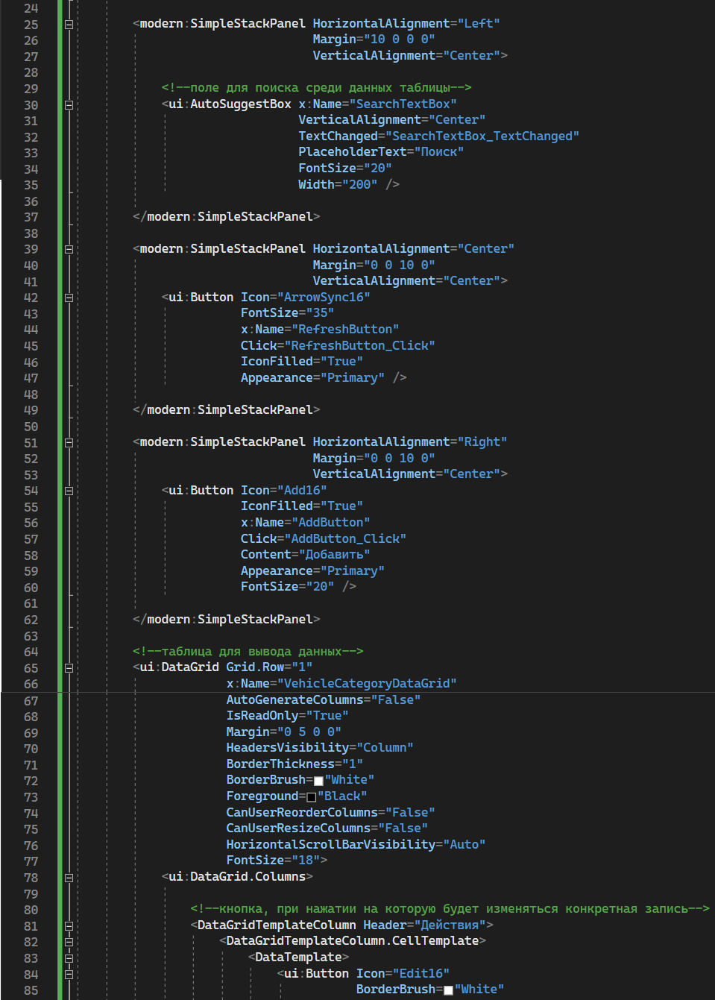 24
25 <modern:SimpleStackPanel HorizontalAlignment="Left"
26 Margin="10 0 0 0"
27 VerticalAlignment="Center">
28
29 <!--поле для поиска среди данных таблицы-->
30 <ui:AutoSuggestBox x:Name="SearchTextBox"
31 VerticalAlignment="Center"
32 TextChanged="SearchTextBox_TextChanged"
33 PlaceholderText="Поиск"
34 FontSize="20"
35 Width="200" />
36
37 </modern:SimpleStackPanel>
38
39 <modern:SimpleStackPanel HorizontalAlignment="Center"
40 Margin="0 0 10 0"
41 VerticalAlignment="Center">
42 <ui:Button Icon="ArrowSync16"
43 FontSize="35"
44 x:Name="RefreshButton"
45 Click="RefreshButton_Click"
46 IconFilled="True"
47 Appearance="Primary" />
48
49 </modern:SimpleStackPanel>
50
51 <modern:SimpleStackPanel HorizontalAlignment="Right"
52 Margin="0 0 10 0"
53 VerticalAlignment="Center">
54 <ui:Button Icon="Add16"
55 IconFilled="True"
56 x:Name="AddButton"
57 Click="AddButton_Click"
58 Content="Добавить"
59 Appearance="Primary"
60 FontSize="20" />
61
62 </modern:SimpleStackPanel>
63
64 <!--таблица для вывода данных-->
65 <ui:DataGrid Grid.Row="1"
66 x:Name="VehicleCategoryDataGrid"
67 AutoGenerateColumns="False"
68 IsReadOnly="True"
69 Margin="0 5 0 0"
70 HeadersVisibility="Column"
71 BorderThickness="1"
72 BorderBrush="White"
73 Foreground="Black"
74 CanUserReorderColumns="False"
75 CanUserResizeColumns="False"
76 HorizontalScrollBarVisibility="Auto"
77 FontSize="18">
78 <ui:DataGrid.Columns>
79
80 <!--кнопка, при нажатии на которую будет изменяться конкретная запись-->
81 <DataGridTemplateColumn Header="Действия">
82 <DataGridTemplateColumn.CellTemplate>
83 <DataTemplate>
84 <ui:Button Icon="Edit16"
85 BorderBrush="White"